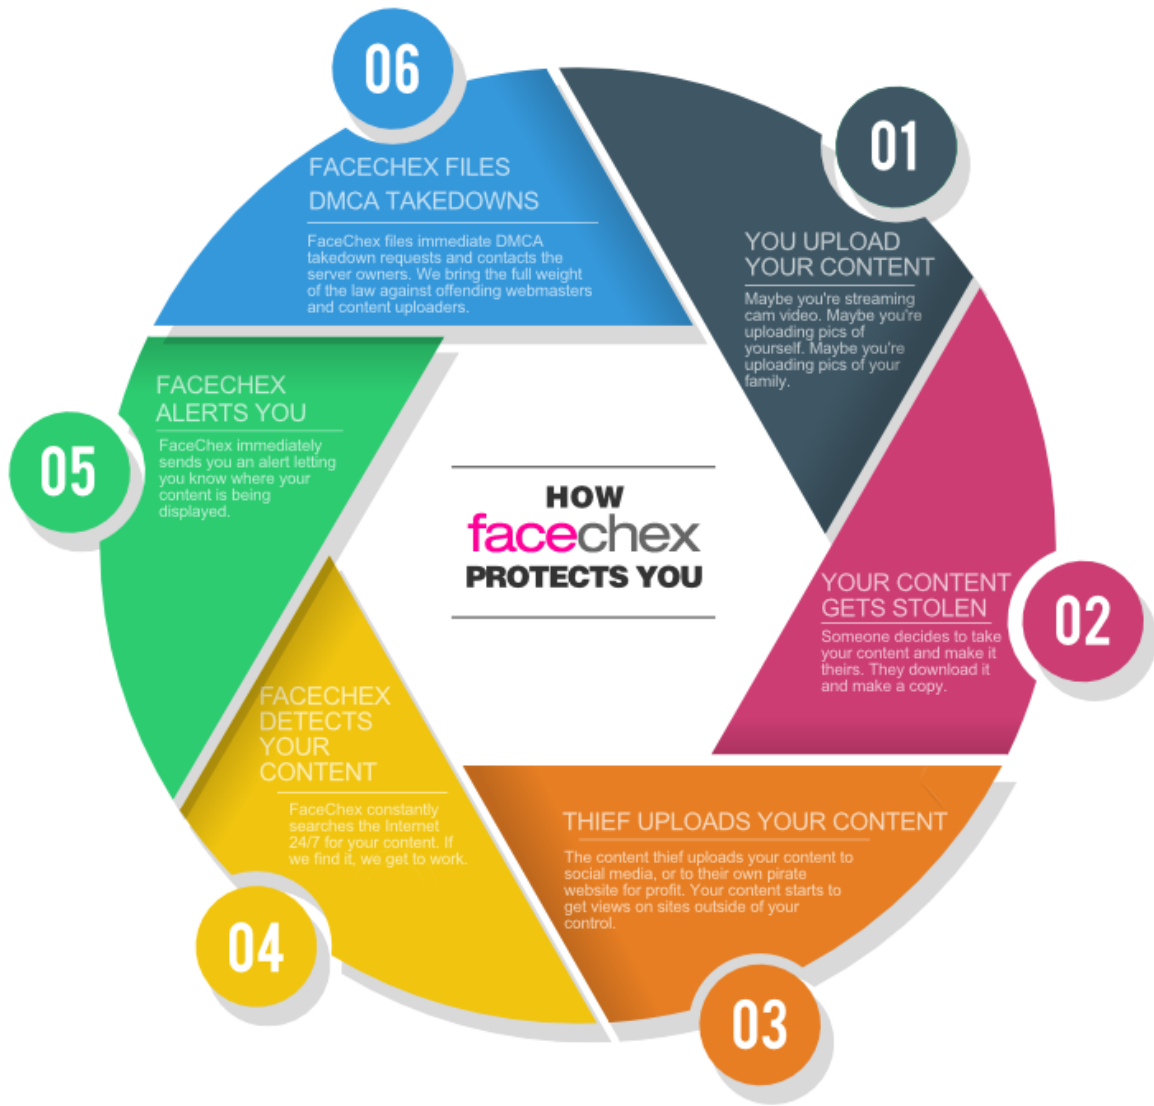 HOW
facechex
PROTECTS YOU
01
YOU UPLOAD
YOUR CONTENT
Maybe you're streaming
cam video. Maybe you're
uploading pics of
yourself. Maybe you're
uploading pics of your
family.
02
YOUR CONTENT
GETS STOLEN
Someone decides to take
your content and make it
theirs. They download it
and make a copy.
03
THIEF UPLOADS YOUR CONTENT
The content thief uploads your content to
social media, or to their own pirate
website for profit. Your content starts to
get views on sites outside of your
control.
04
FACECHEX
DETECTS
YOUR
CONTENT
FaceChex constantly
searches the Internet
24/7 for your content. If
we find it, we get to work.
05
FACECHEX
ALERTS YOU
FaceChex immediately
sends you an alert letting
you know where your
content is being
displayed.
06
FACECHEX FILES
DMCA TAKEDOWNS
FaceChex files immediate DMCA
takedown requests and contacts the
server owners. We bring the full weight
of the law against offending webmasters
and content uploaders.